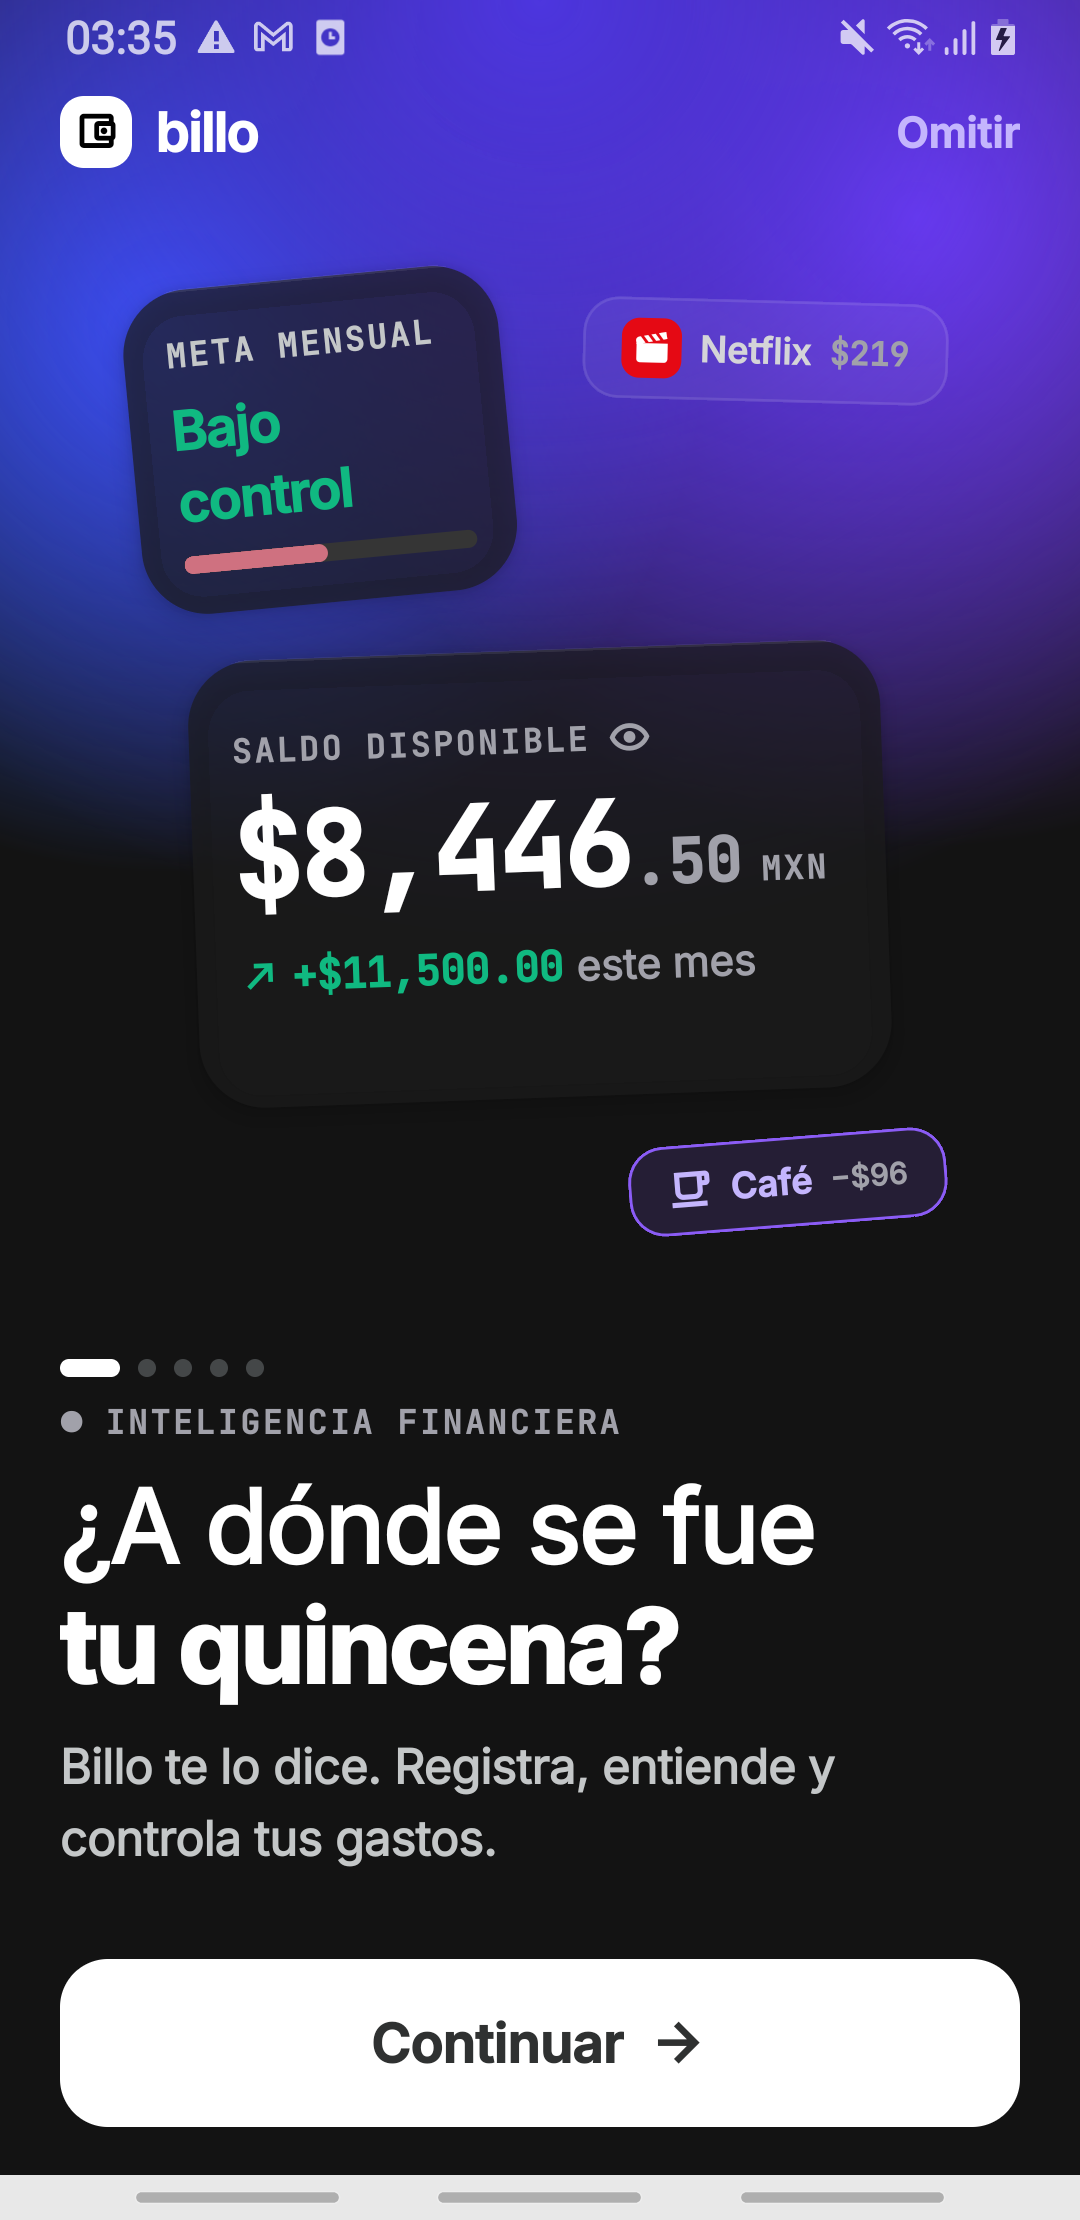 03:35
billo
Omitir
META MENSUAL
Bajo
control
Netflix $219
SALDO DISPONIBLE
$8,446.50 MXN
+$11,500.00 este mes
Café -$96
INTELIGENCIA FINANCIERA
¿A dónde se fue
tu quincena?
Billo te lo dice. Registra, entiende y
controla tus gastos.
Continuar →